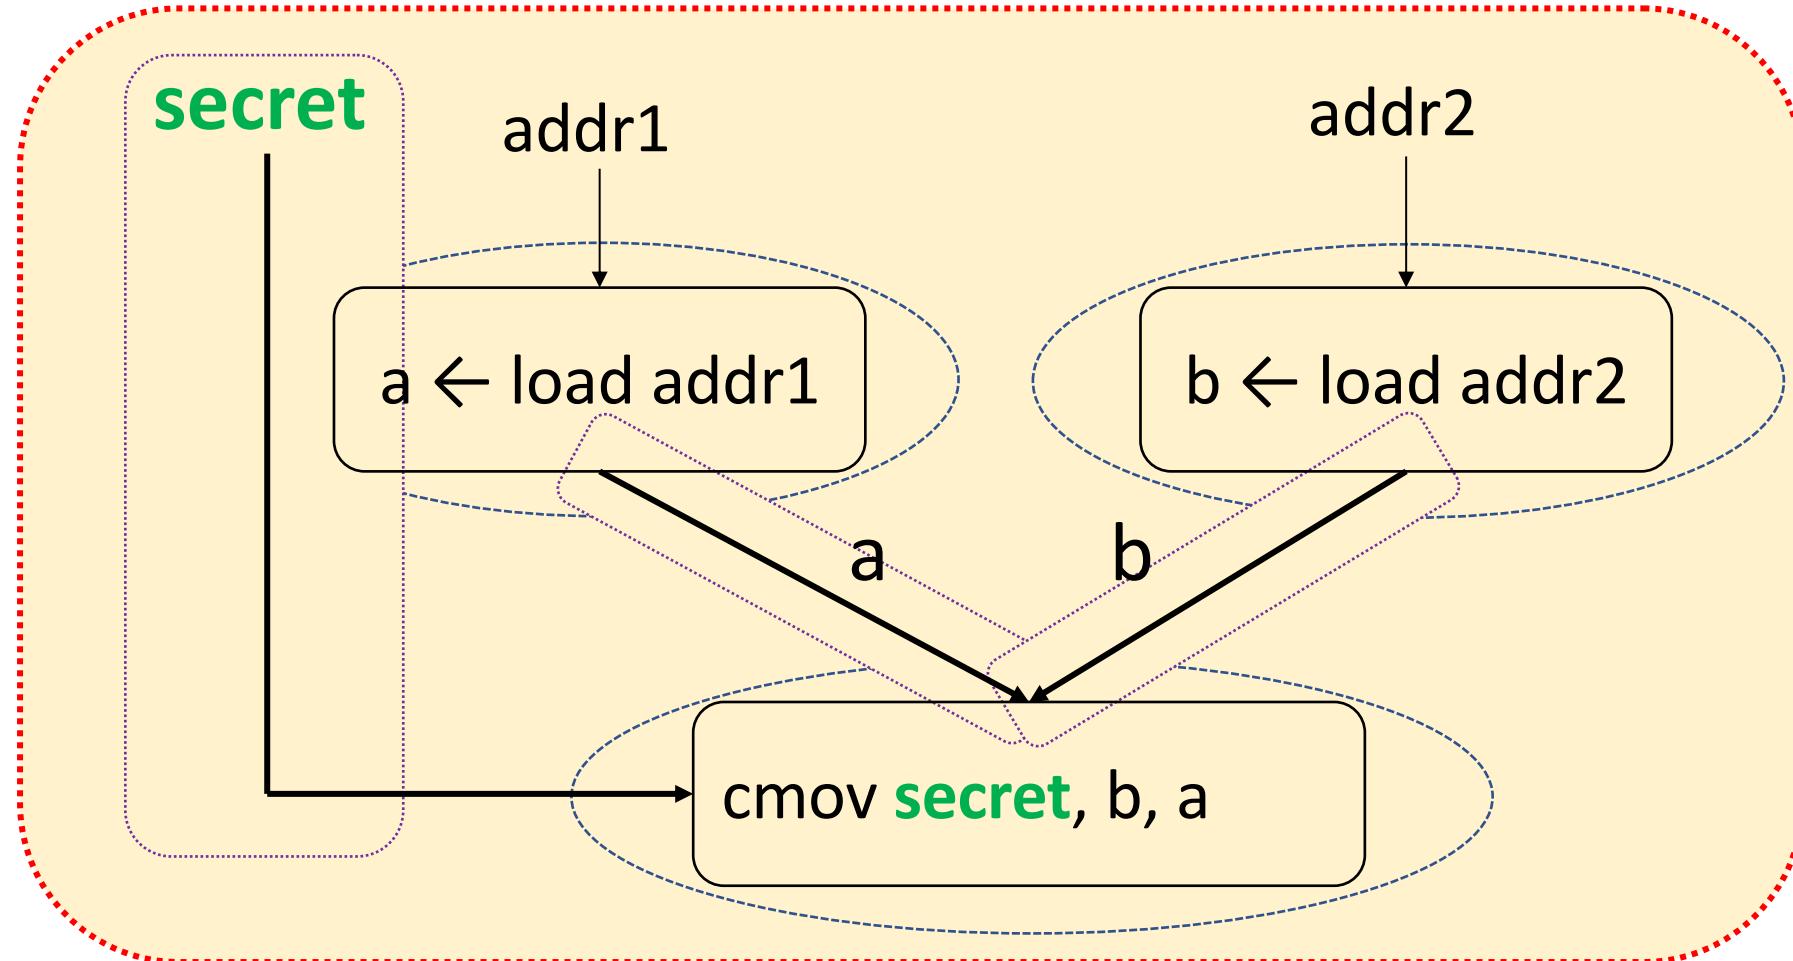 secret
addr1
addr2
a ← load addr1
b ← load addr2
a
b
cmov secret, b, a